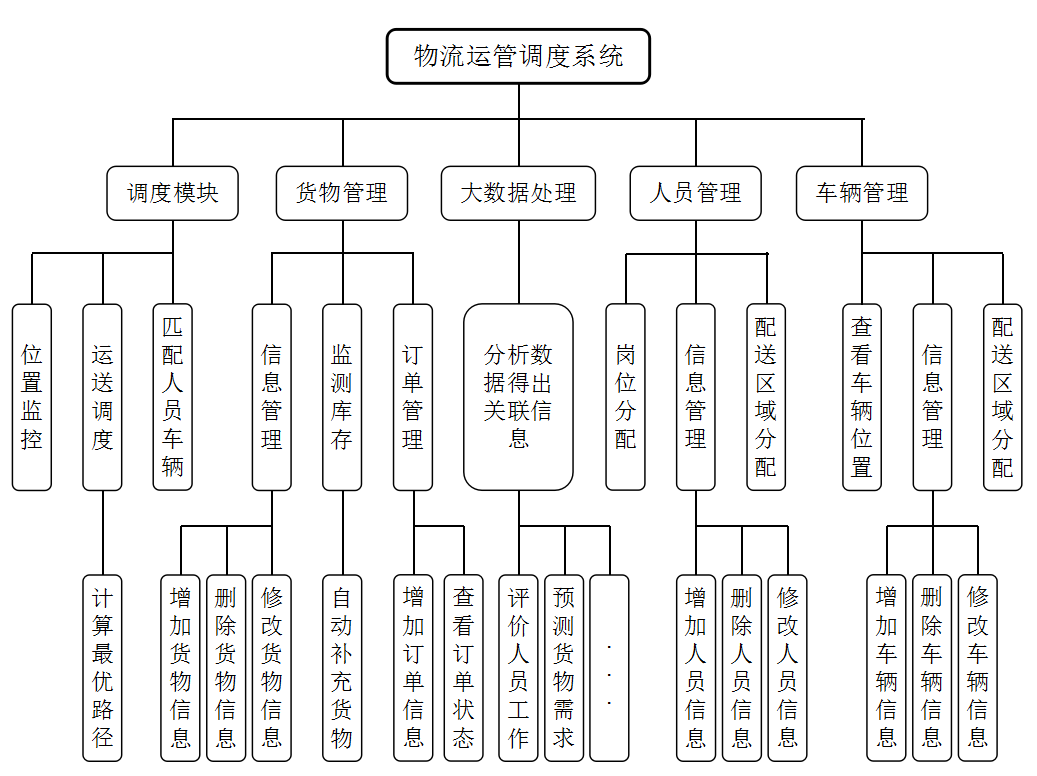 物流运管调度系统
调度模块
货物管理
大数据处理
人员管理
车辆管理
位置监控
运送调度
匹配人员车辆
信息管理
监测库存
订单管理
分析数
据得出
关联信
息
岗位分配
信息管理
配送区域分配
查看车辆位置
信息管理
配送区域分配
计算最优路径
增加货物信息
删除货物信息
修改货物信息
自动补充货物
增加订单信息
查看订单状态
评价人员工作
预测货物需求
...
增加人员信息
删除人员信息
修改人员信息
增加车辆信息
删除车辆信息
修改车辆信息